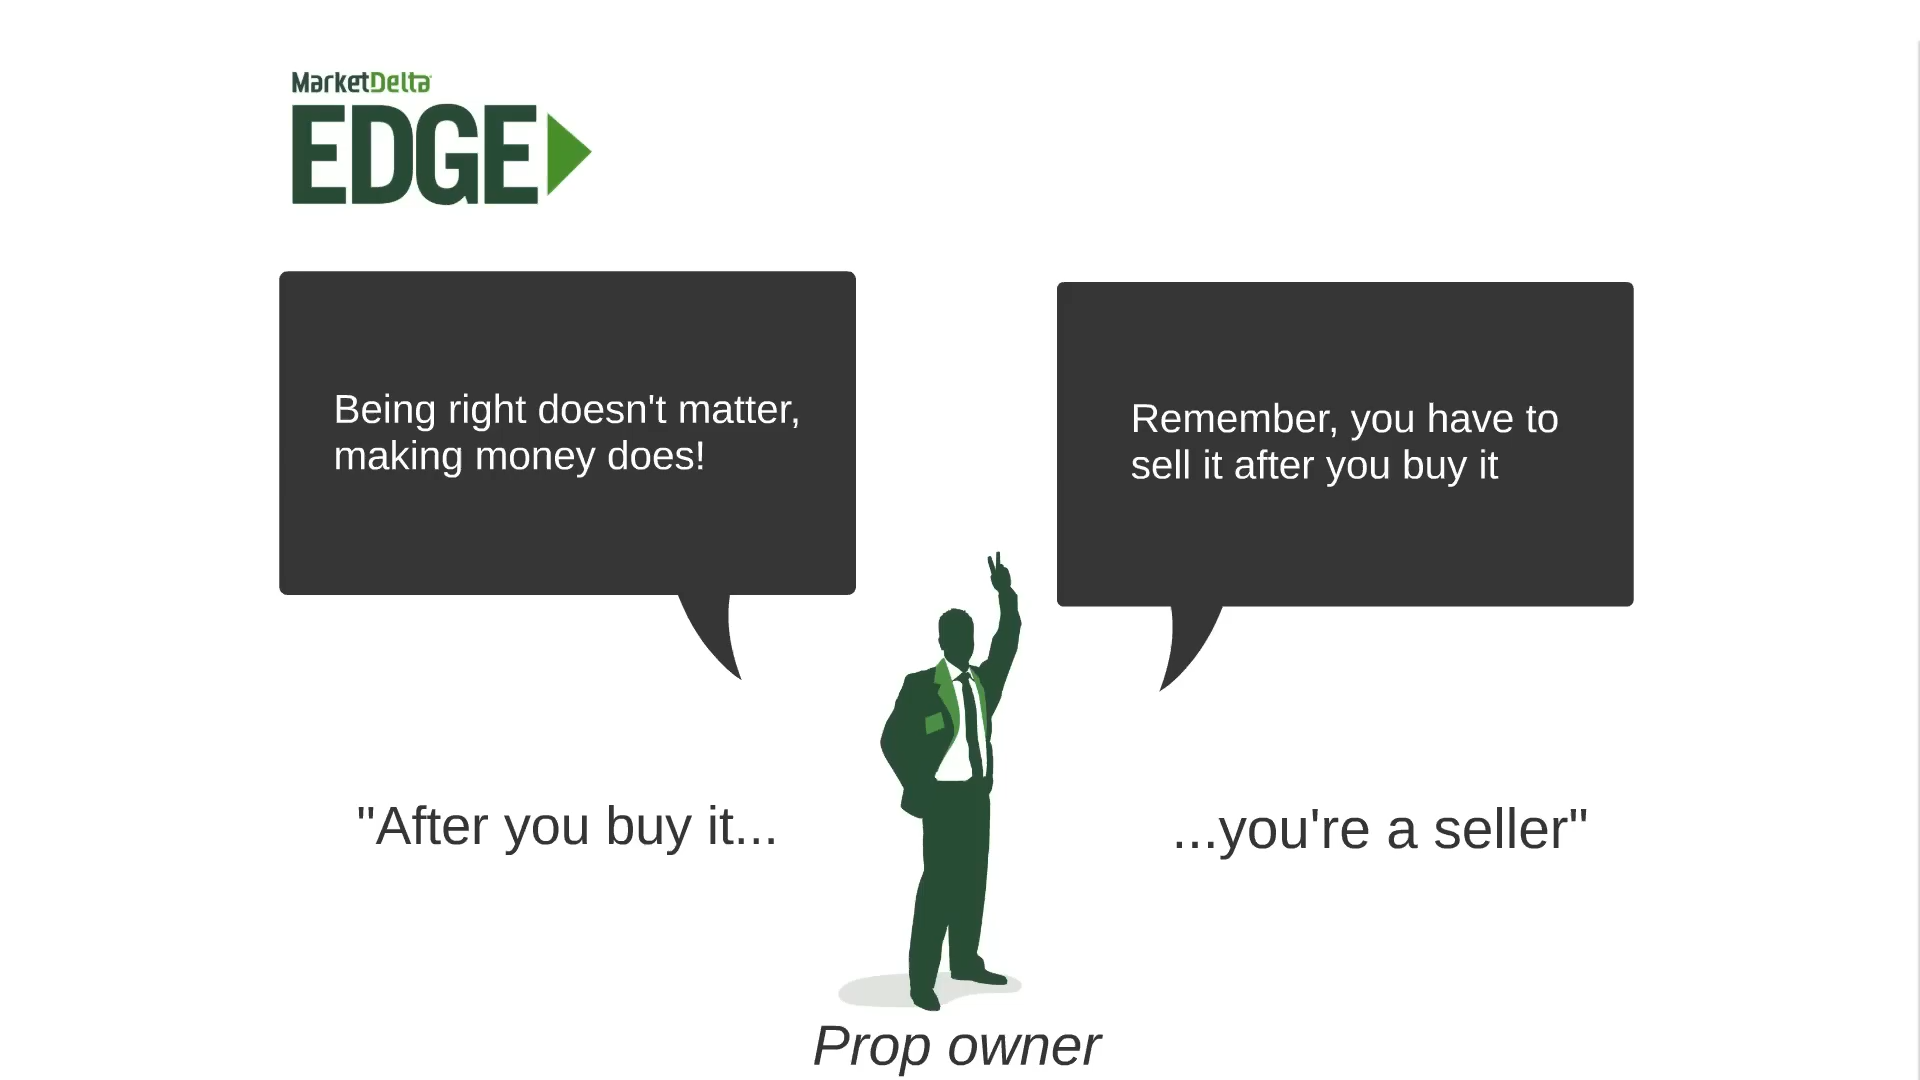 MarketDelta
EDGE
Being right doesn't matter,
making money does!
Remember, you have to
sell it after you buy it
"After you buy it...
...you're a seller"
Prop owner